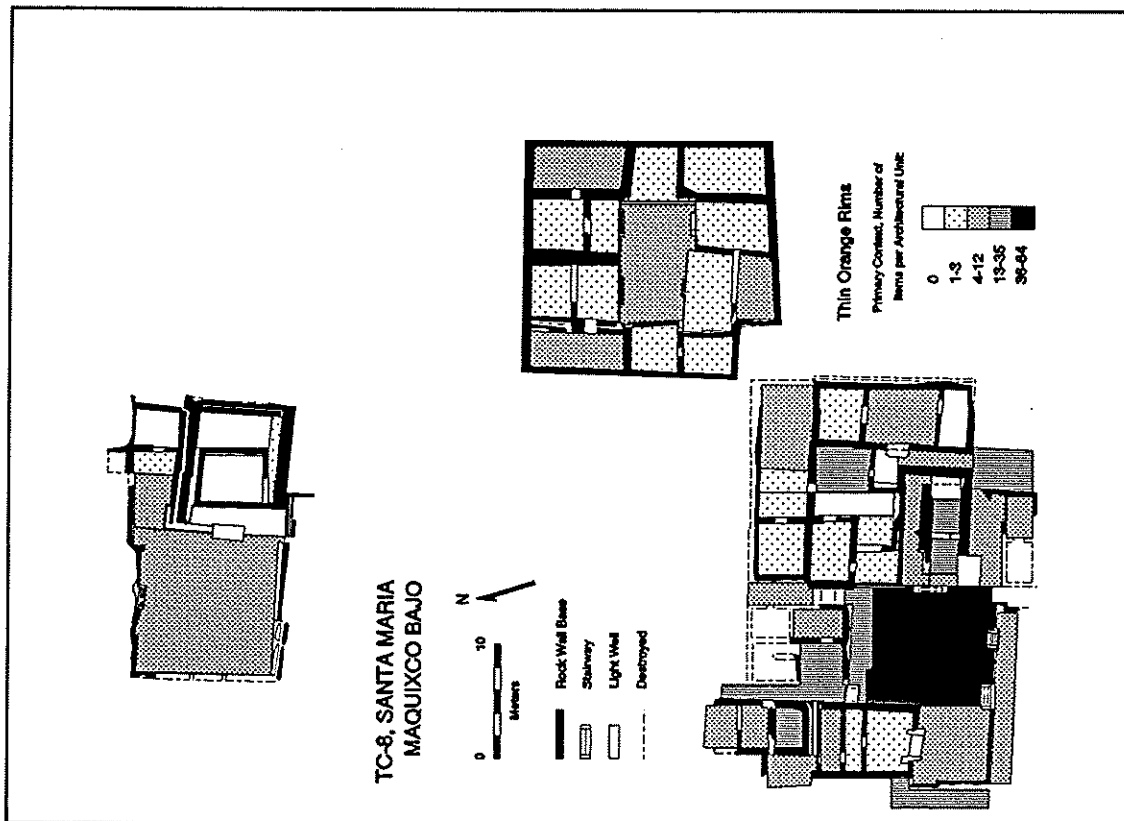 TC-8, SANTA MARIA
MAQUIXCO BAJO
N
0 10
Meters
Rock Wall Base
Stairway
Light Well
Destroyed
Thin Orange Rims
Primary Context, Number of
Items per Architectural Unit:
0
1-3
4-12
13-35
36-84